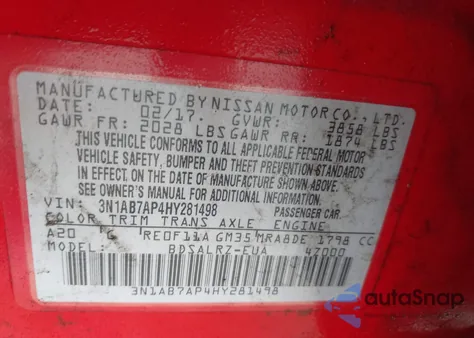 MANUFACTURED BY NISSAN MOTOR CO., LTD.
DATE: 02/17. GVWR: 3858 LBS
GAWR FR: 2028 LBS GAWR RR: 1874 LBS
THIS VEHICLE CONFORMS TO ALL APPLICABLE FEDERAL MOTOR
VEHICLE SAFETY, BUMPER AND THEFT PREVENTION STANDARDS
IN EFFECT ON THE DATE OF MANUFACTURE SHOWN ABOVE.
SEE OWNER'S MANUAL FOR ADDITIONAL INFORMATION.
VIN: 3N1AB7AP4HY281498 PASSENGER CAR
COLOR TRIM TRANS AXLE ENGINE
A20 G RE0F11A GM35 MRA8DE 1798 CC
MODEL: BDSALRZ-EUA 47000
3N1AB7AP4HY281498
autoSnap